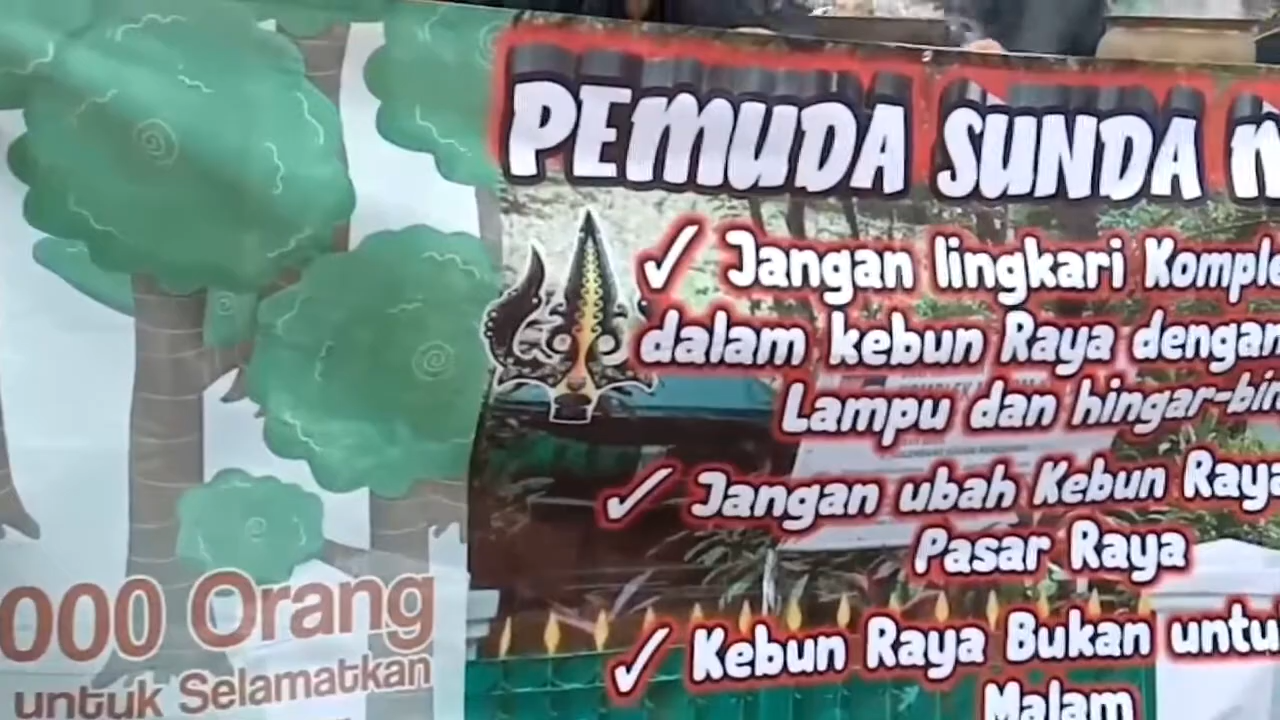 PEMUDA SUNDA
✓ Jangan lingkari
dalam kebun Raya
Lampu dan
✓ Jangan ubah Kebun Raya
Pasar Raya
✓ Kebun Raya Bukan
Malam
000 Orang
untuk Selamatkan